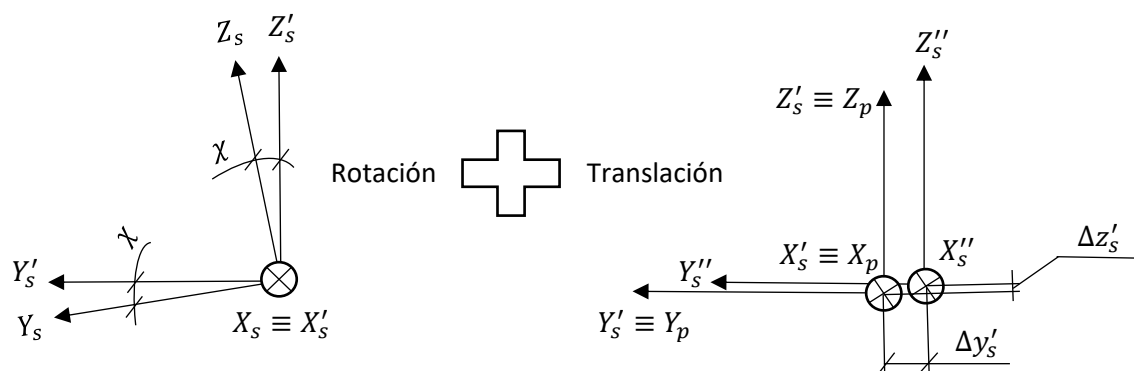 Z_s
Z'_s
χ
χ
Y'_s
Y_s
X_s ≡ X'_s
Rotación
Translación
Z''_s
Z'_s ≡ Z_p
X'_s ≡ X_p
X''_s
Y''_s
Y'_s ≡ Y_p
Δz'_s
Δy'_s